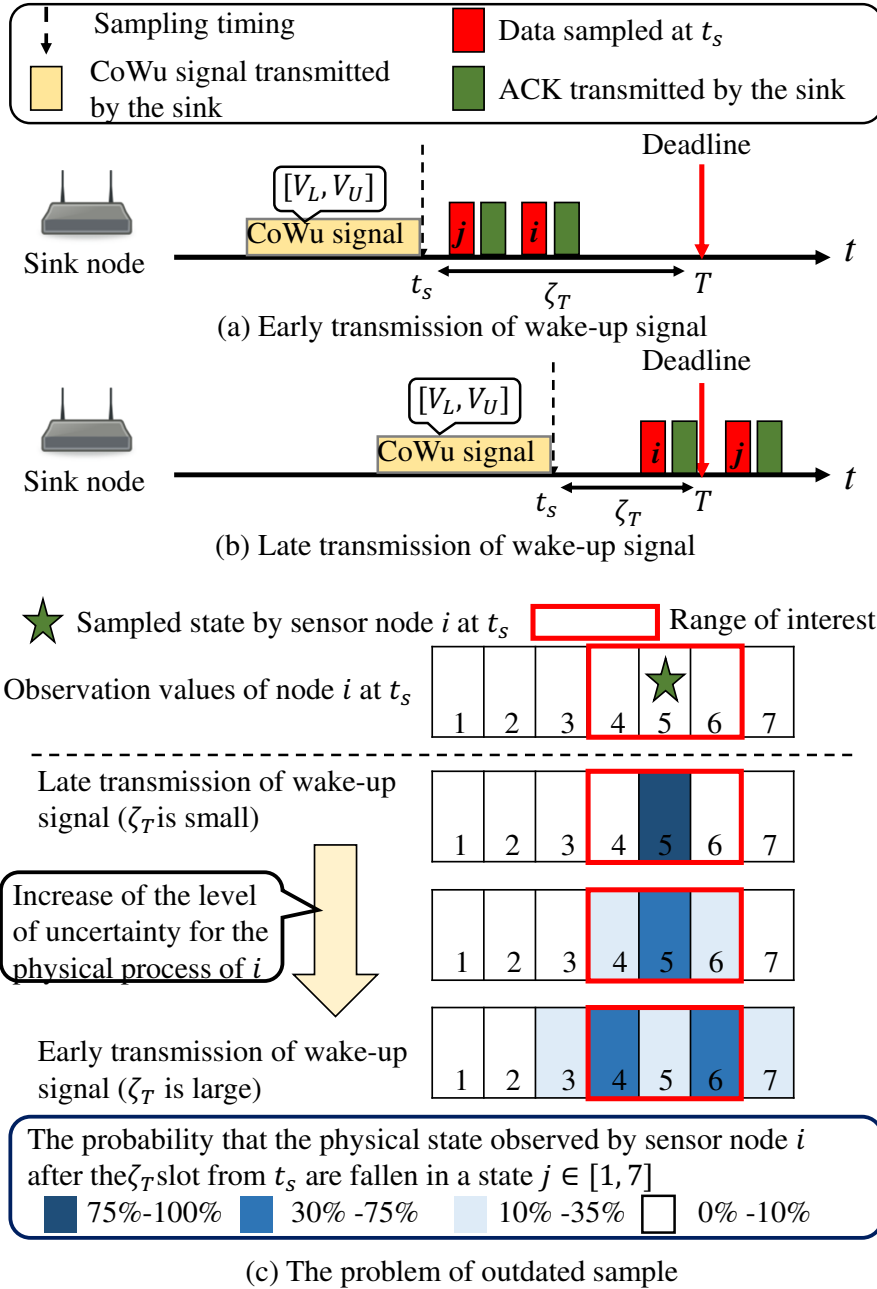 Sampling timing
Data sampled at t_s
CoWu signal transmitted
by the sink
ACK transmitted by the sink
Deadline
[V_L, V_U]
CoWu signal
j
i
Sink node
t_s
ζ_T
T
t
(a) Early transmission of wake-up signal
Deadline
[V_L, V_U]
CoWu signal
i
j
Sink node
t_s
ζ_T
T
t
(b) Late transmission of wake-up signal
Sampled state by sensor node i at t_s
Range of interest
Observation values of node i at t_s
1 2 3 4 5 6 7
Late transmission of wake-up
signal (ζ_T is small)
1 2 3 4 5 6 7
Increase of the level
of uncertainty for the
physical process of i
1 2 3 4 5 6 7
Early transmission of wake-up
signal (ζ_T is large)
1 2 3 4 5 6 7
The probability that the physical state observed by sensor node i
after the ζ_T slot from t_s are fallen in a state j ∈ [1, 7]
75%-100% 30% -75% 10% -35% 0% -10%
(c) The problem of outdated sample